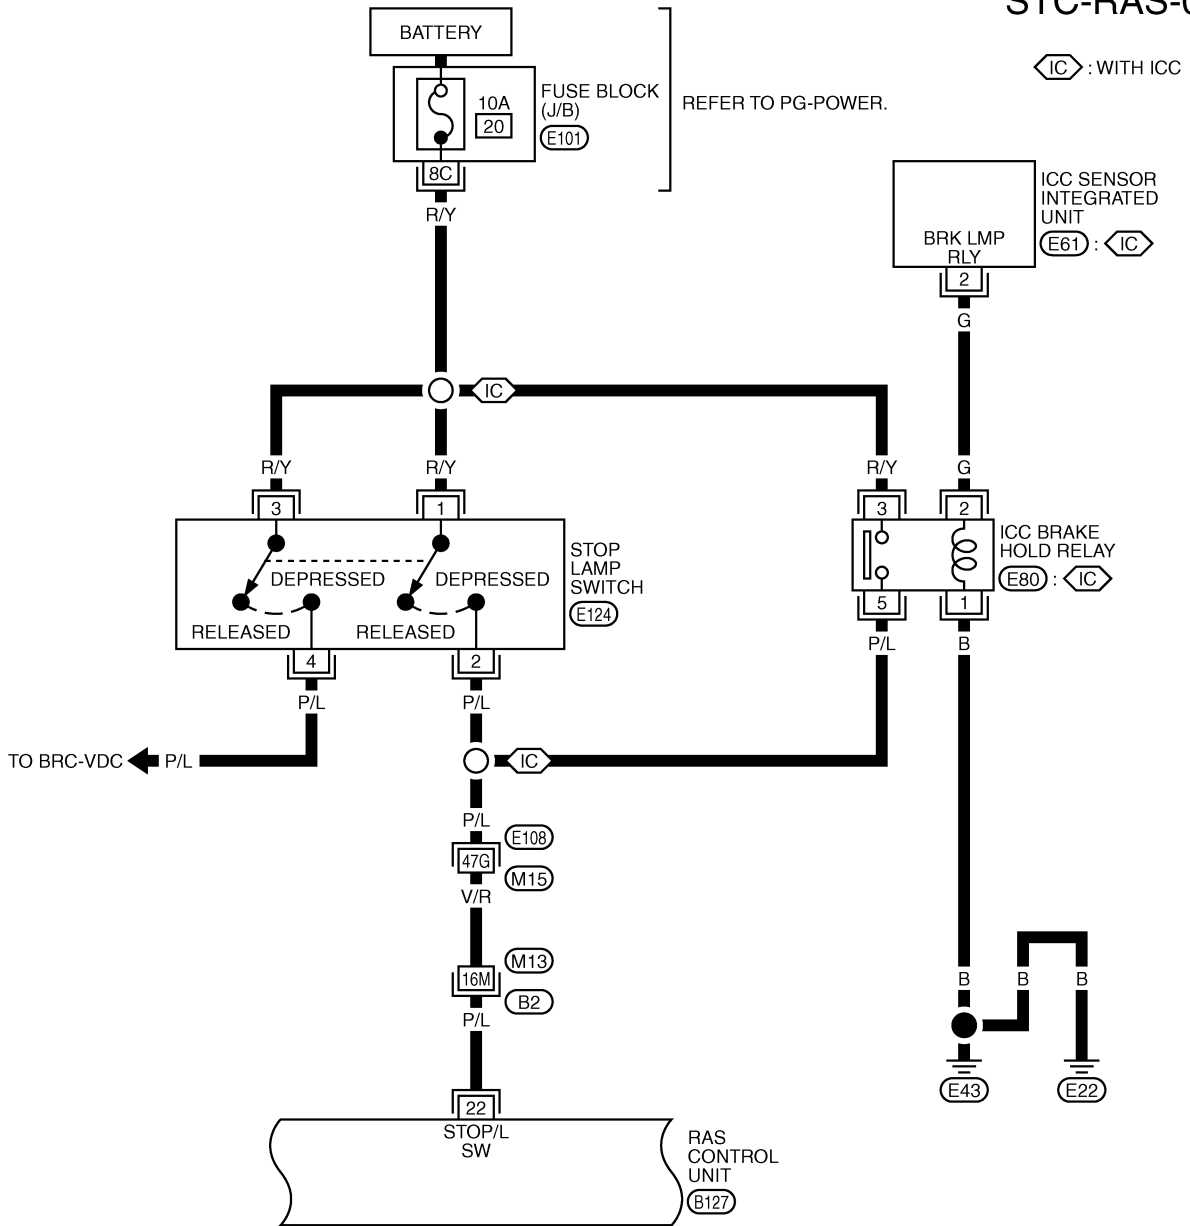 STC-RAS-0
BATTERY
IC : WITH ICC
10A
20
FUSE BLOCK
(J/B)
E101
REFER TO PG-POWER.
8C
R/Y
ICC SENSOR
INTEGRATED
UNIT
E61 : IC
BRK LMP
RLY
2
G
IC
R/Y
R/Y
R/Y
G
3
1
3
2
STOP
LAMP
SWITCH
E124
DEPRESSED
DEPRESSED
RELEASED
RELEASED
ICC BRAKE
HOLD RELAY
E80 : IC
4
2
5
1
P/L
P/L
P/L
B
TO BRC-VDC
P/L
IC
P/L
E108
47G
M15
V/R
M13
16M
B2
P/L
B
B
B
E43
E22
22
STOP/L
SW
RAS
CONTROL
UNIT
B127